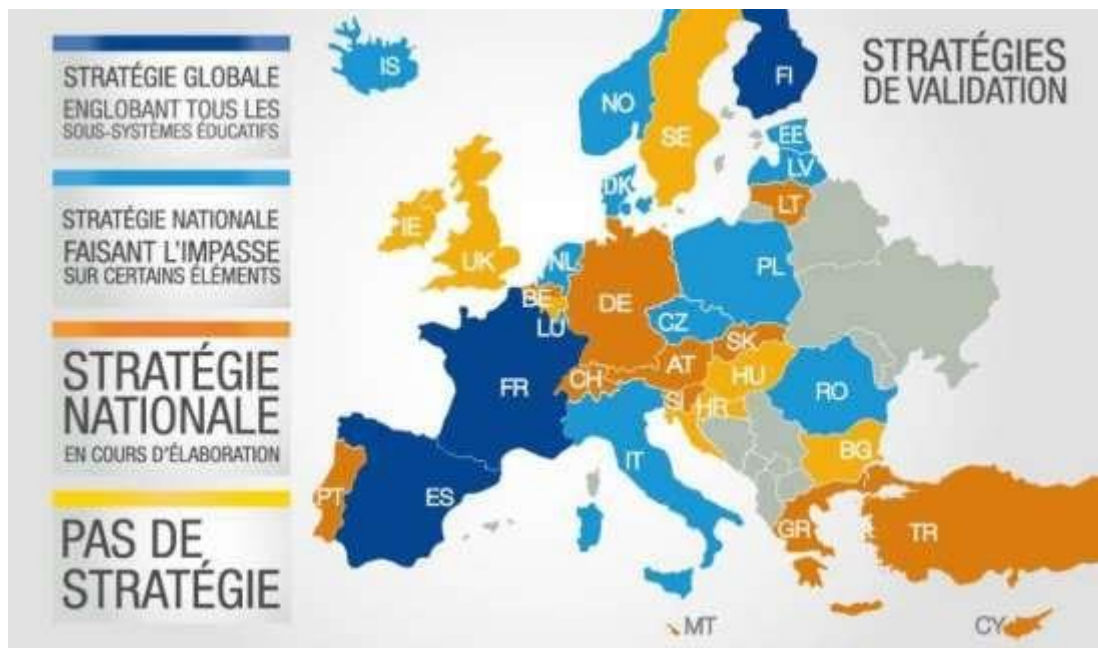 STRATÉGIE GLOBALE
ENGLOBANT TOUS LES
SOUS-SYSTÈMES ÉDUCATIFS
STRATÉGIE NATIONALE
FAISANT L'IMPASSE
SUR CERTAINS ÉLÉMENTS
STRATÉGIE
NATIONALE
EN COURS D'ÉLABORATION
PAS DE
STRATÉGIE
STRATÉGIES
DE VALIDATION
IS
FI
NO
SE
EE
LV
DK
LT
IE
UK
NL
PL
BE
DE
LU
CZ
SK
FR
CH
AT
HU
SI
HR
RO
IT
BG
PT
ES
GR
TR
MT
CY